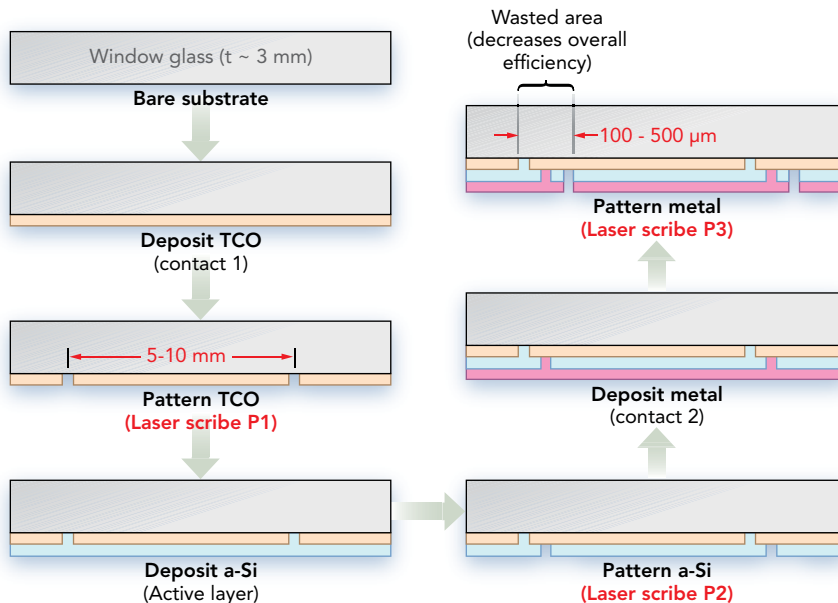 Window glass (t ~ 3 mm)
Bare substrate
Deposit TCO
(contact 1)
5-10 mm
Pattern TCO
(Laser scribe P1)
Deposit a-Si
(Active layer)
Pattern a-Si
(Laser scribe P2)
Deposit metal
(contact 2)
Wasted area
(decreases overall
efficiency)
100 - 500 µm
Pattern metal
(Laser scribe P3)